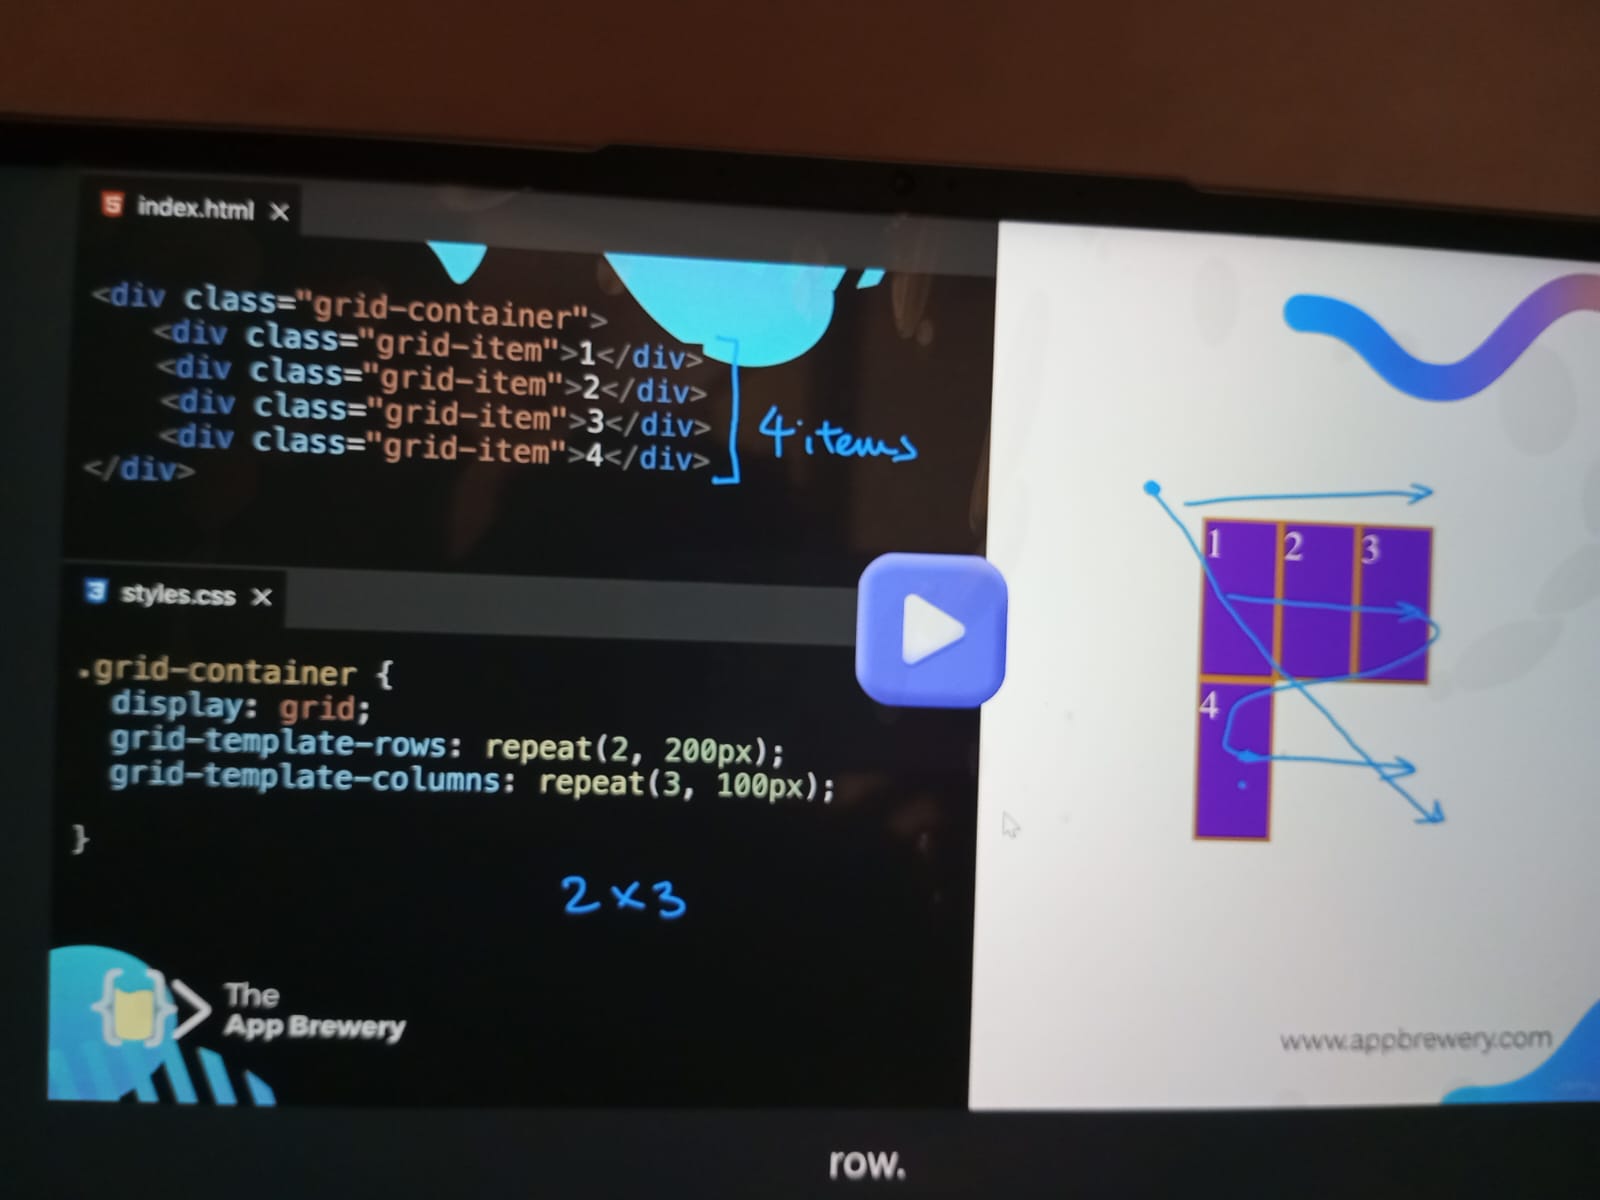 index.html
<div class="grid-container">
<div class="grid-item">1</div>
<div class="grid-item">2</div>
<div class="grid-item">3</div>
<div class="grid-item">4</div>
</div>
4 items
styles.css
.grid-container {
display: grid;
grid-template-rows: repeat(2, 200px);
grid-template-columns: repeat(3, 100px);
}
2 x 3
The
App Brewery
1 2 3
4
www.appbrewery.com
row.